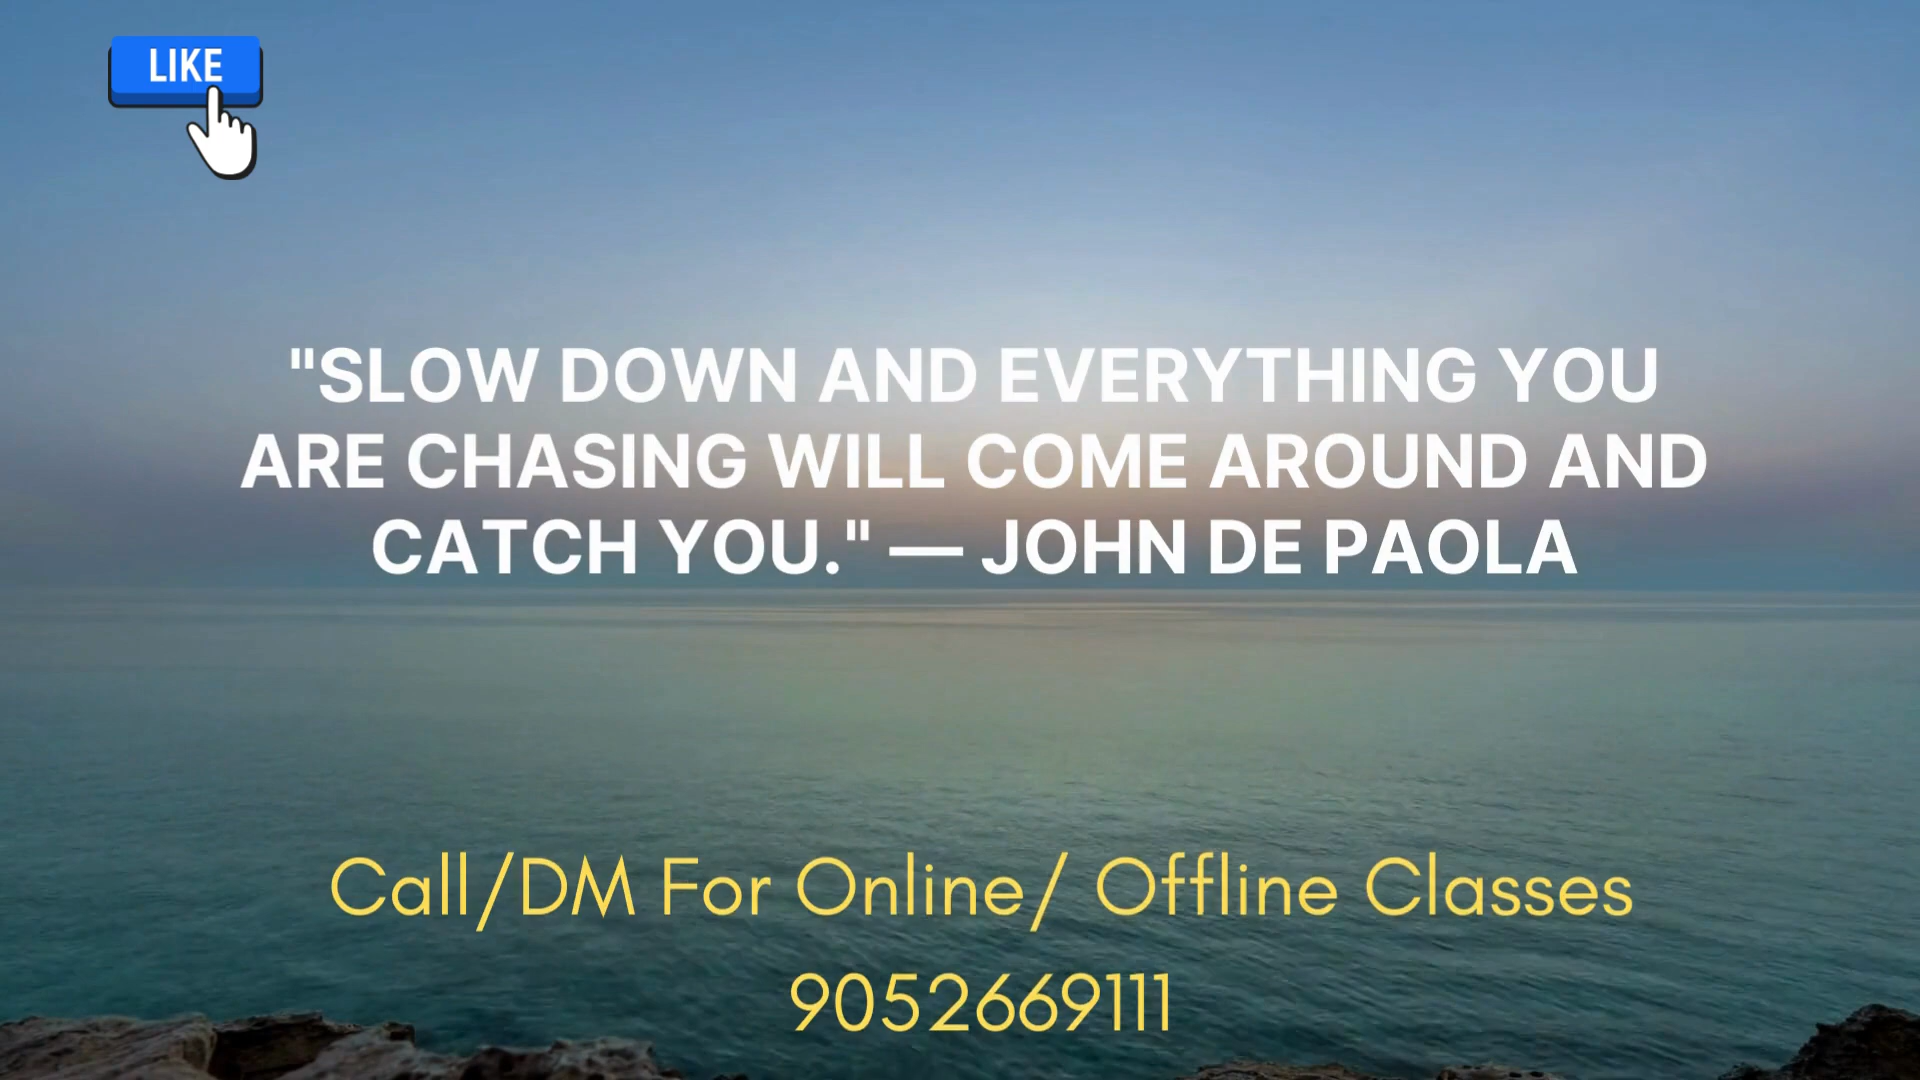 LIKE
"SLOW DOWN AND EVERYTHING YOU
ARE CHASING WILL COME AROUND AND
CATCH YOU." — JOHN DE PAOLA
Call/DM For Online/ Offline Classes
9052669111